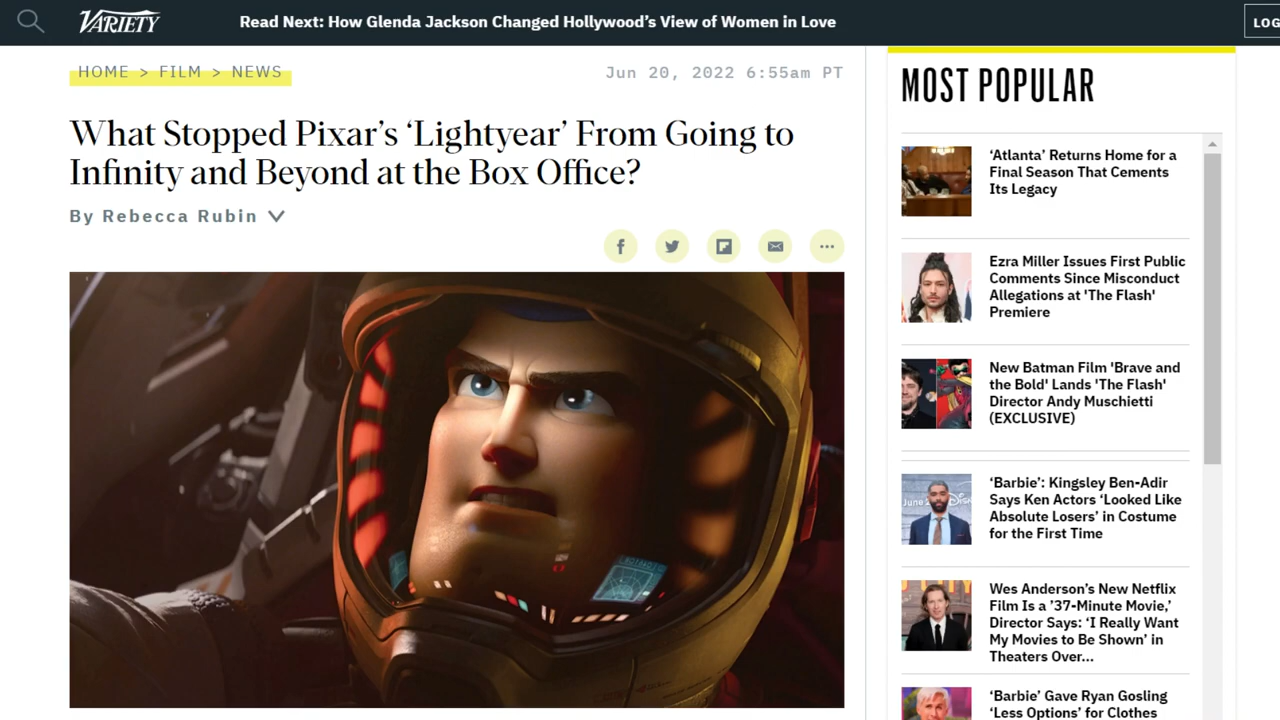 VARIETY
Read Next: How Glenda Jackson Changed Hollywood's View of Women in Love
LOG
HOME > FILM > NEWS
Jun 20, 2022 6:55am PT
What Stopped Pixar's ‘Lightyear’ From Going to
Infinity and Beyond at the Box Office?
By Rebecca Rubin
MOST POPULAR
‘Atlanta’ Returns Home for a
Final Season That Cements
Its Legacy
Ezra Miller Issues First Public
Comments Since Misconduct
Allegations at 'The Flash'
Premiere
New Batman Film 'Brave and
the Bold' Lands 'The Flash'
Director Andy Muschietti
(EXCLUSIVE)
‘Barbie’: Kingsley Ben-Adir
Says Ken Actors ‘Looked Like
Absolute Losers’ in Costume
for the First Time
Wes Anderson’s New Netflix
Film Is a ’37-Minute Movie,’
Director Says: ‘I Really Want
My Movies to Be Shown’ in
Theaters Over...
‘Barbie’ Gave Ryan Gosling
‘Less Options’ for Clothes